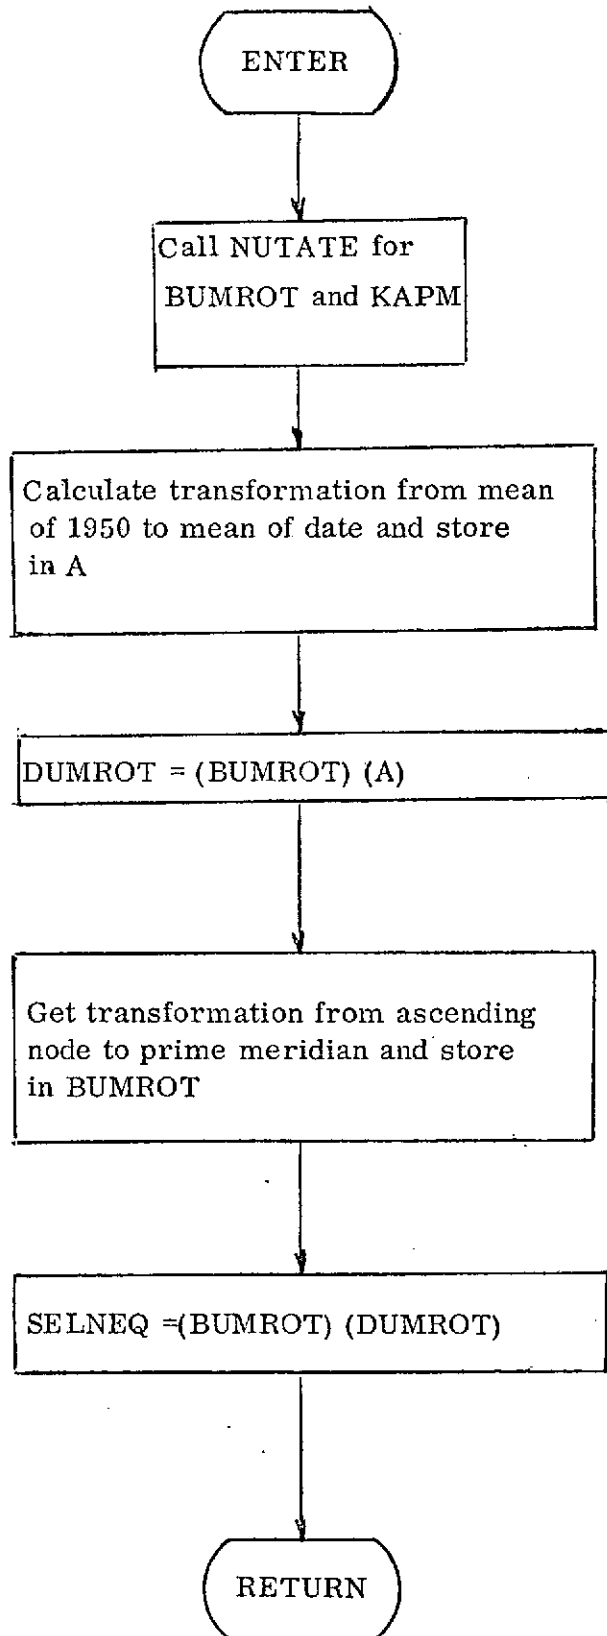 ENTER
Call NUTATE for
BUMROT and KAPM
Calculate transformation from mean
of 1950 to mean of date and store
in A
DUMROT = (BUMROT) (A)
Get transformation from ascending
node to prime meridian and store
in BUMROT
SELNEQ =(BUMROT) (DUMROT)
RETURN